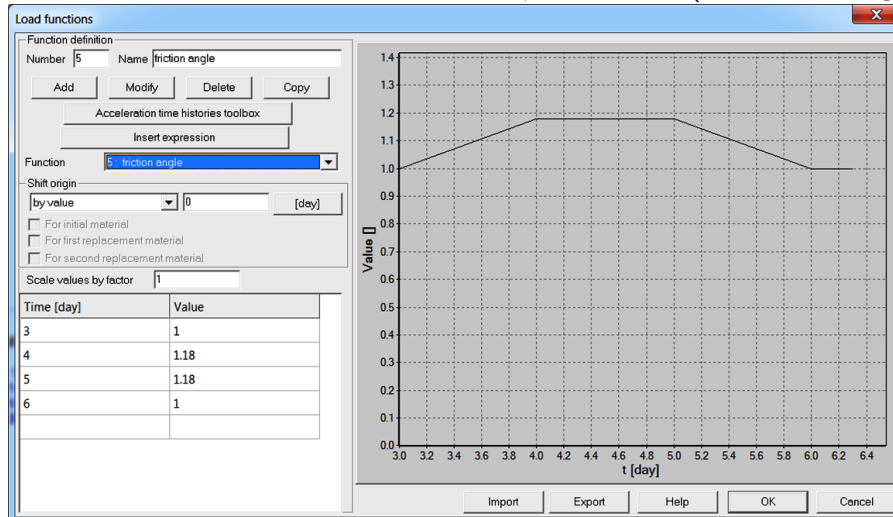 Load functions
X
Function definition
Number 5 Name friction angle
Add Modify Delete Copy
Acceleration time histories toolbox
Insert expression
Function 5 : friction angle
Shift origin
by value 0 [day]
For initial material
For first replacement material
For second replacement material
Scale values by factor 1
Time [day] Value
3 1
4 1.18
5 1.18
6 1
1.4
1.3
1.2
1.1
1.0
0.9
0.8
0.7
0.6
0.5
0.4
0.3
0.2
0.1
0.0
Value []
3.0 3.2 3.4 3.6 3.8 4.0 4.2 4.4 4.6 4.8 5.0 5.2 5.4 5.6 5.8 6.0 6.2 6.4
t [day]
Import Export Help OK Cancel